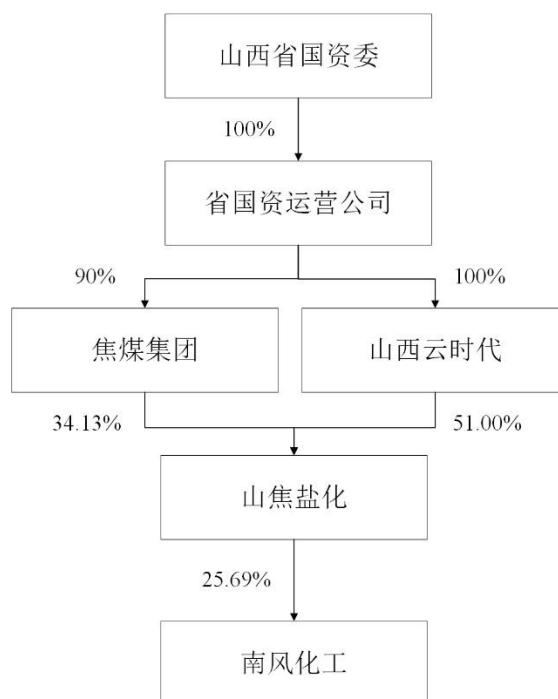 山西省国资委
100%
省国资运营公司
90%
100%
焦煤集团
山西云时代
34.13%
51.00%
山焦盐化
25.69%
南风化工